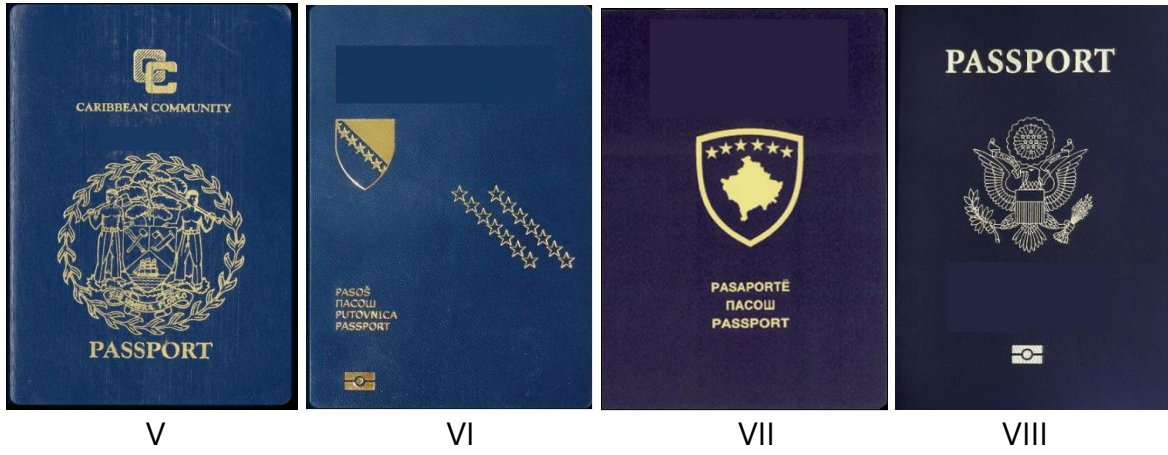 CARIBBEAN COMMUNITY
PASSPORT
PASOŠ
ПАСОШ
PUTOVNICA
PASSPORT
PASAPORTË
ПАСОШ
PASSPORT
PASSPORT
V
VI
VII
VIII